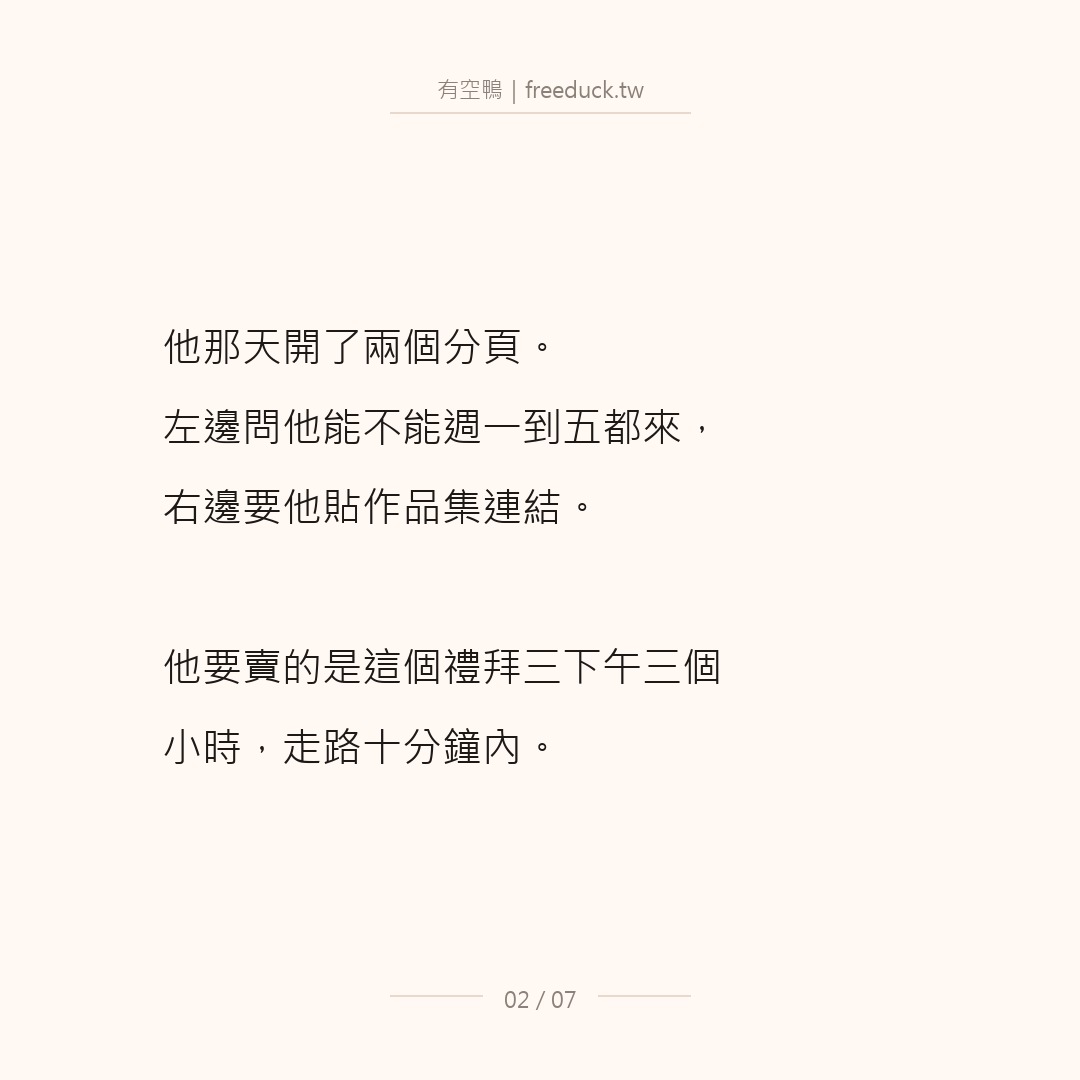 有空鴨｜freeduck.tw
他那天開了兩個分頁。
左邊問他能不能週一到五都來，
右邊要他貼作品集連結。
他要賣的是這個禮拜三下午三個
小時，走路十分鐘內。
02 / 07